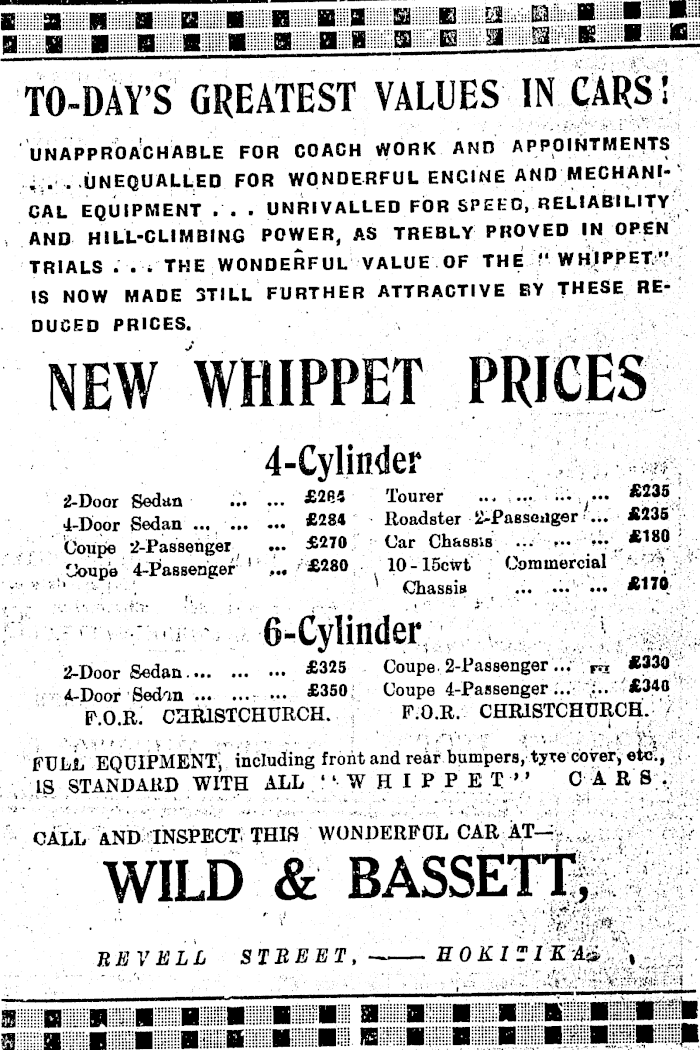 TO-DAY'S GREATEST VALUES IN CARS!
UNAPPROACHABLE FOR COACH WORK AND APPOINTMENTS
. . . . UNEQUALLED FOR WONDERFUL ENGINE AND MECHANI-
CAL EQUIPMENT . . . UNRIVALLED FOR SPEED, RELIABILITY
AND HILL-CLIMBING POWER, AS TREBLY PROVED IN OPEN
TRIALS . . . THE WONDERFUL VALUE OF THE "WHIPPET"
IS NOW MADE STILL FURTHER ATTRACTIVE BY THESE RE-
DUCED PRICES.
NEW WHIPPET PRICES
4-Cylinder
2-Door Sedan ... ...
4-Door Sedan ... ... ... £284
Coupe 2-Passenger ... £270
Coupe 4-Passenger ... £280
Tourer ... ... ... ... £235
Roadster 2-Passenger ... £235
Car Chassis ... ... ... £180
10-15cwt Commercial
Chassis ... ... ... £170
6-Cylinder
2-Door Sedan .... ... ... £325
4-Door Sedan ... ... ... £350
F.O.R. CHRISTCHURCH.
Coupe 2-Passenger ... ... £330
Coupe 4-Passenger ... ... £340
F.O.R. CHRISTCHURCH.
FULL EQUIPMENT, including front and rear bumpers, tyre cover, etc.,
IS STANDARD WITH ALL "WHIPPET" CARS.
CALL AND INSPECT THIS WONDERFUL CAR AT—
WILD & BASSETT,
REVELL STREET, —— HOKITIKA.